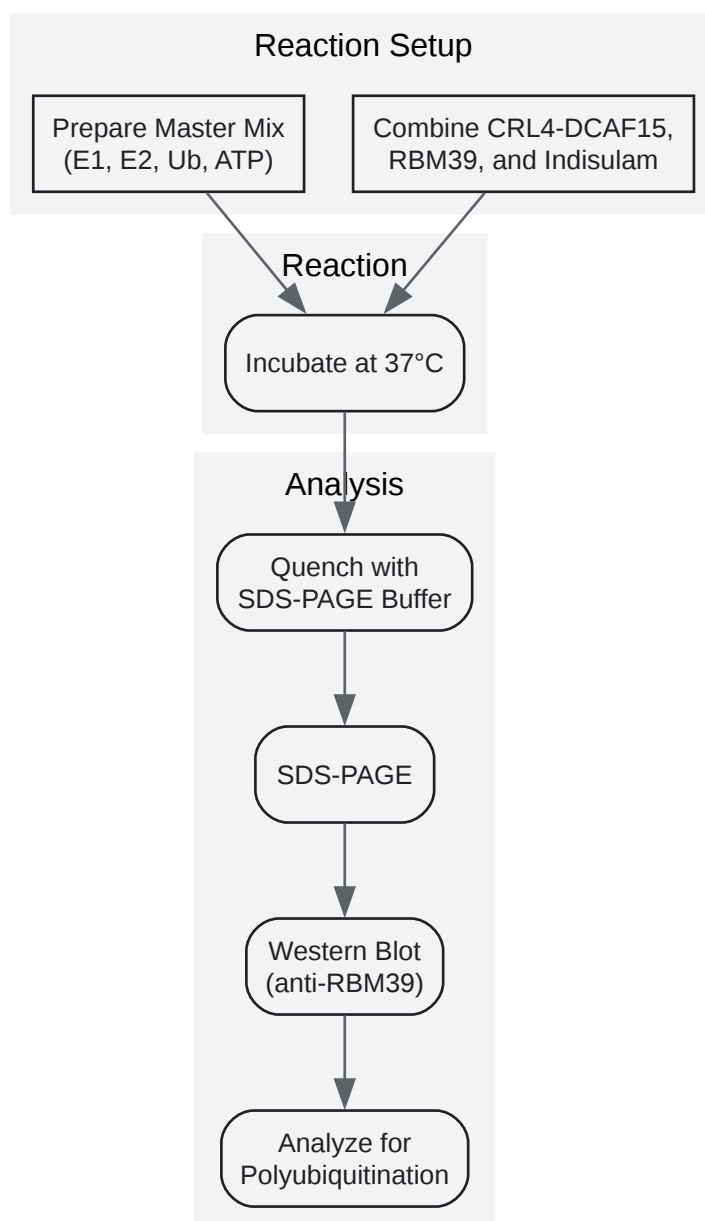 Reaction Setup
Prepare Master Mix
(E1, E2, Ub, ATP)
Combine CRL4-DCAF15,
RBM39, and Indisulam
Reaction
Incubate at 37°C
Analysis
Quench with
SDS-PAGE Buffer
SDS-PAGE
Western Blot
(anti-RBM39)
Analyze for
Polyubiquitination